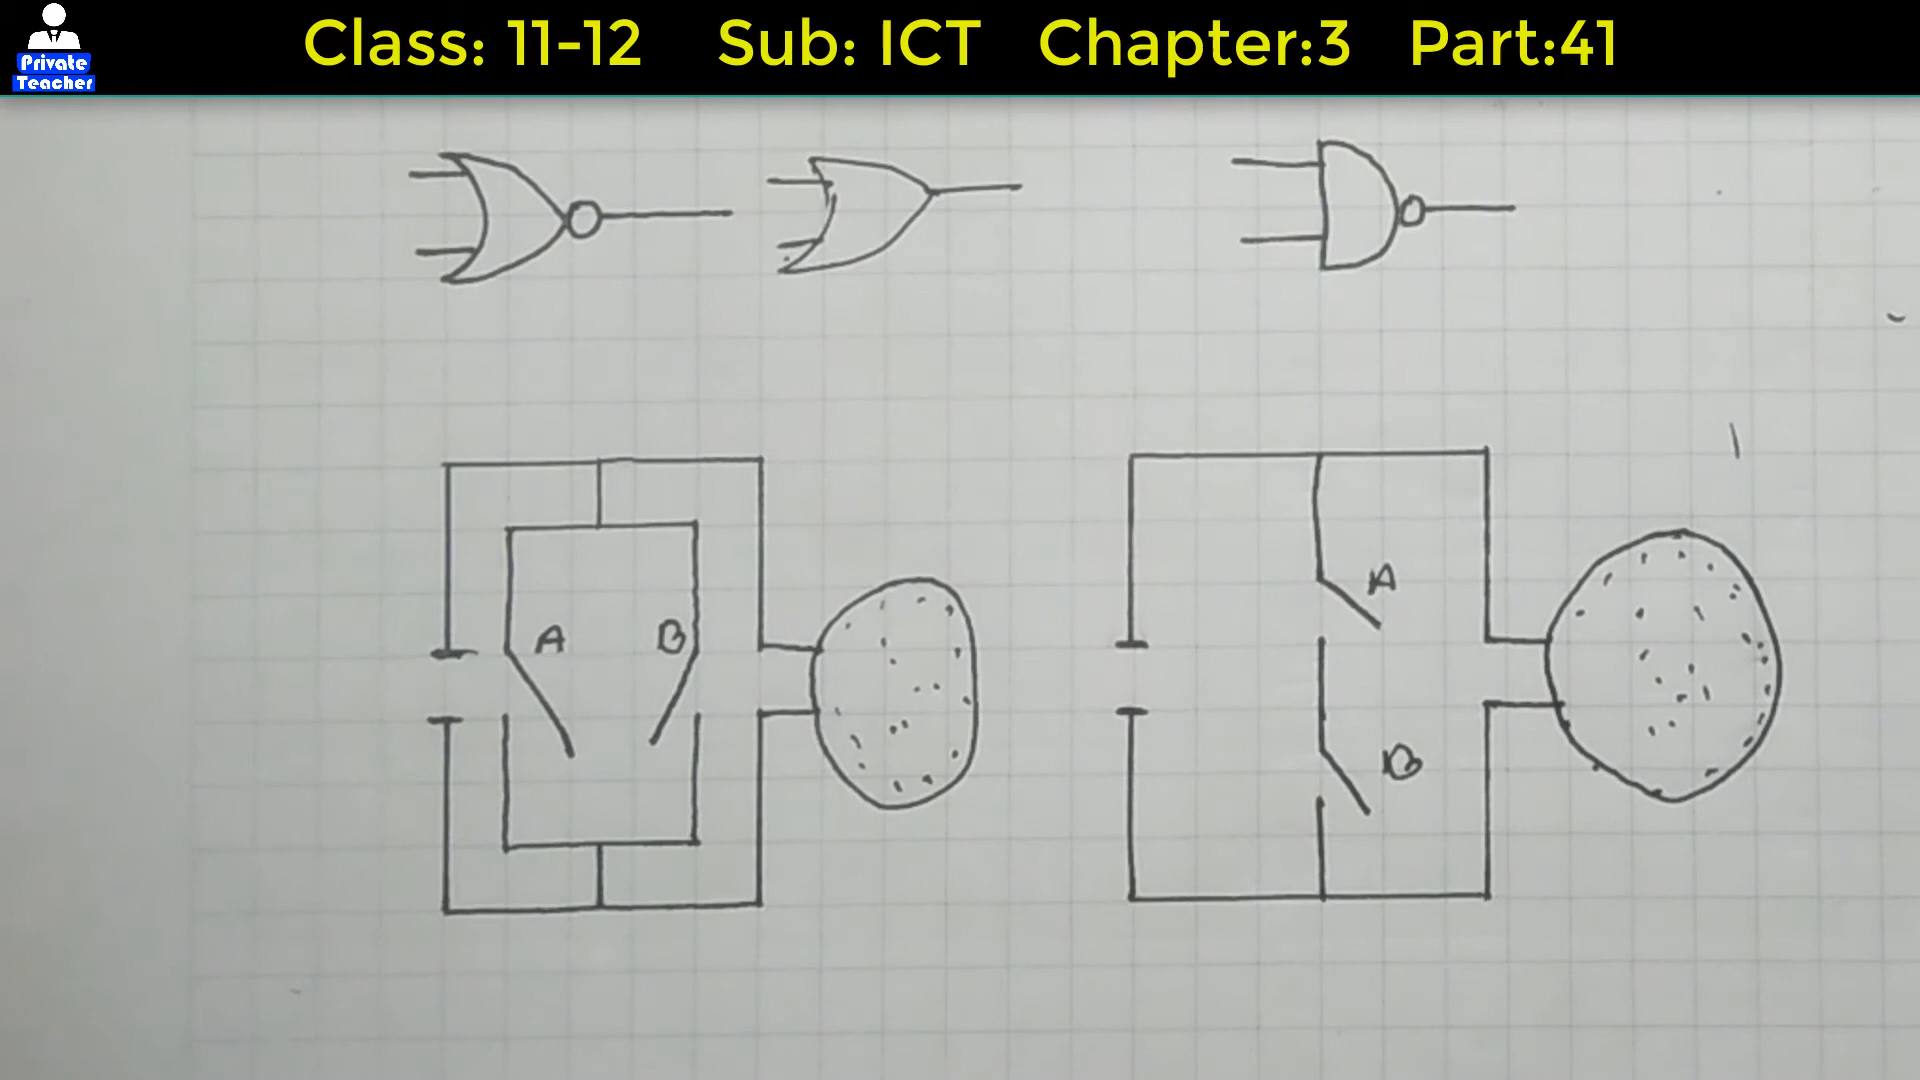 Private
Teacher
Class: 11-12 Sub: ICT Chapter:3 Part:41
A B
A
B